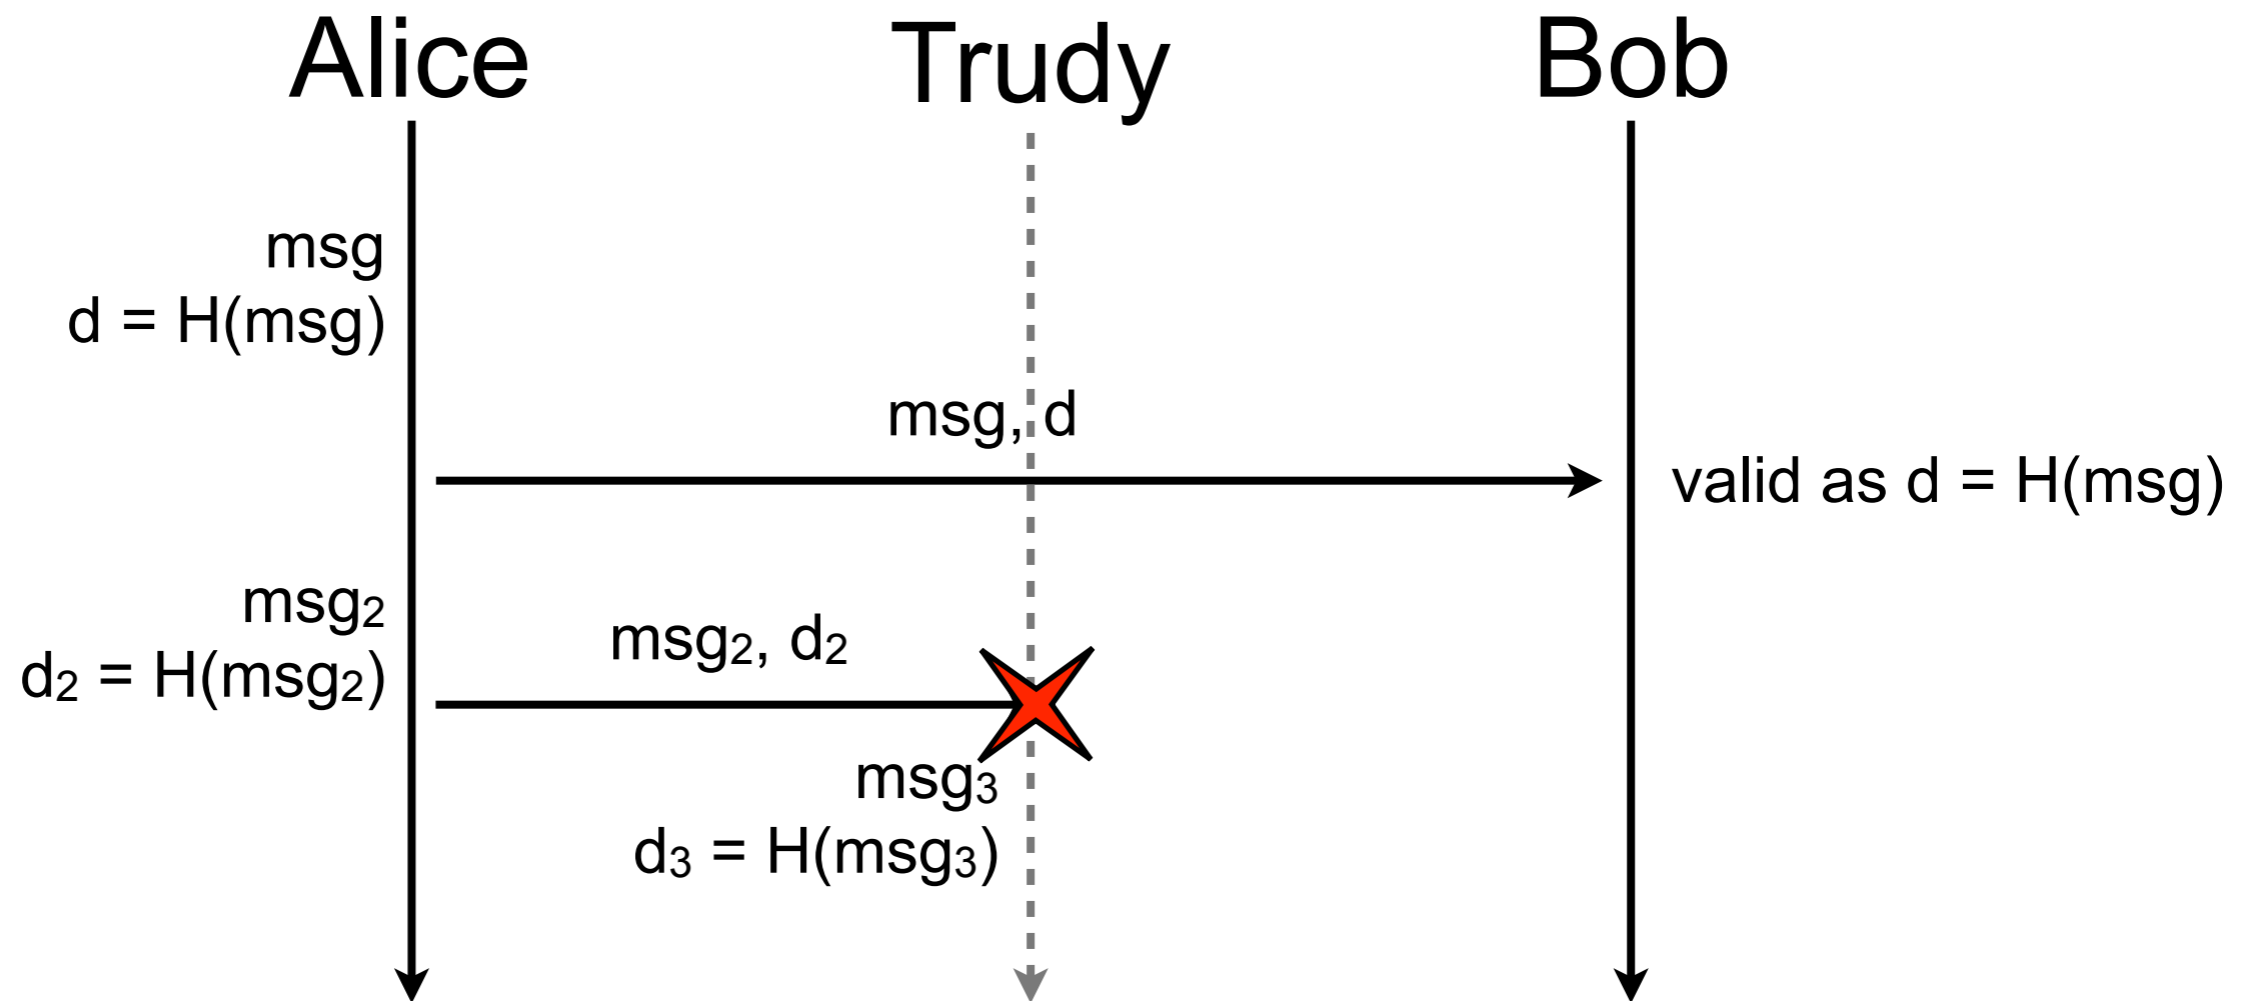 Alice
Trudy
Bob
msg
d = H(msg)
msg, d
valid as d = H(msg)
msg₂
d₂ = H(msg₂)
msg₂, d₂
msg₃
d₃ = H(msg₃)